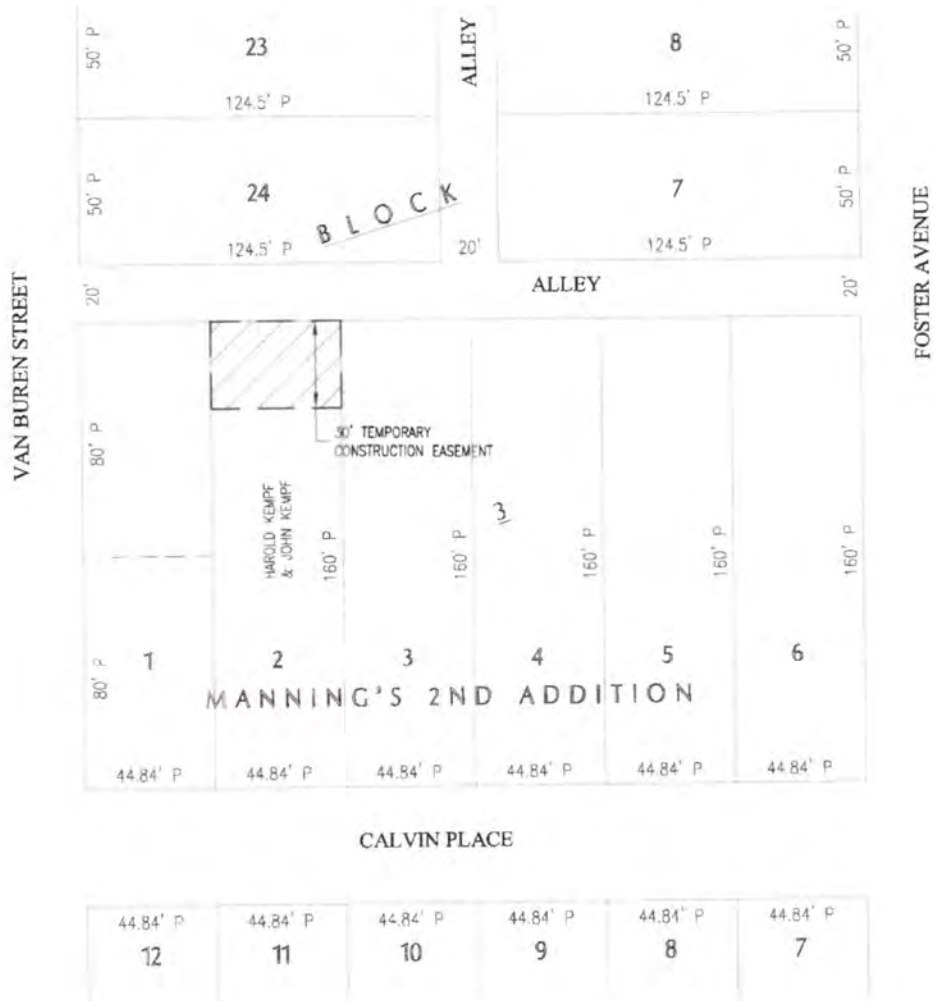 50' P
23
124.5' P
ALLEY
8
124.5' P
50' P
50' P
24
124.5' P
BLOCK
20'
7
124.5' P
50' P
20'
ALLEY
20'
VAN BUREN STREET
FOSTER AVENUE
30' TEMPORARY
CONSTRUCTION EASEMENT
80' P
HAROLD KEMPF
& JOHN KEMPF
160' P
160' P
3
160' P
160' P
160' P
80' P
1
2
3
4
5
6
MANNING'S 2ND ADDITION
44.84' P
44.84' P
44.84' P
44.84' P
44.84' P
44.84' P
CALVIN PLACE
44.84' P
44.84' P
44.84' P
44.84' P
44.84' P
44.84' P
12
11
10
9
8
7